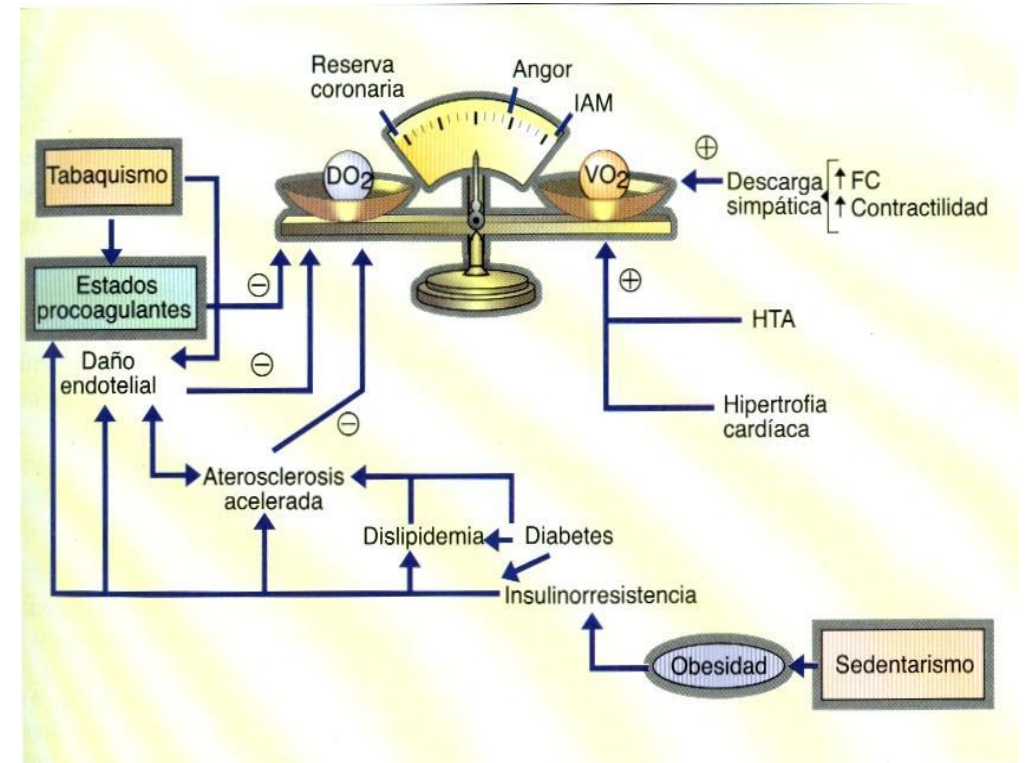 Reserva
coronaria
Angor
IAM
Tabaquismo
DO2
VO2
⊕
Descarga
simpática
↑ FC
↑ Contractilidad
Estados
procoagulantes
⊖
⊕
HTA
Daño
endotelial
⊖
Hipertrofia
cardíaca
⊖
Aterosclerosis
acelerada
Dislipidemia
Diabetes
Insulinorresistencia
Obesidad
Sedentarismo